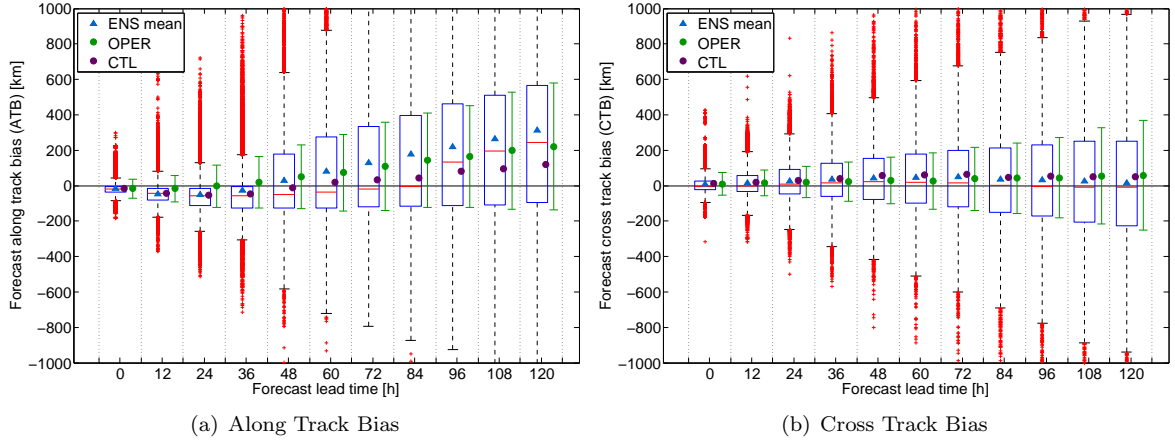 1000
800
600
400
200
0
−200
−400
−600
−800
−1000
Forecast along track bias (ATB) [km]
ENS mean
OPER
CTL
0 12 24 36 48 60 72 84 96 108 120
Forecast lead time [h]
(a) Along Track Bias
1000
800
600
400
200
0
−200
−400
−600
−800
−1000
Forecast cross track bias (CTB) [km]
ENS mean
OPER
CTL
0 12 24 36 48 60 72 84 96 108 120
Forecast lead time [h]
(b) Cross Track Bias